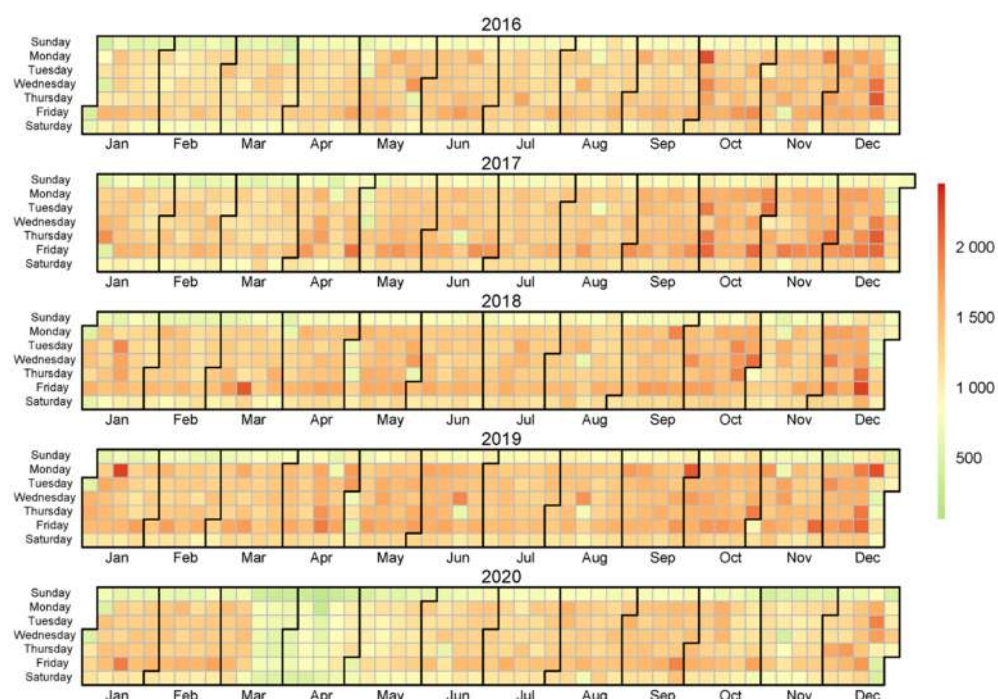 2016
Sunday
Monday
Tuesday
Wednesday
Thursday
Friday
Saturday
Jan Feb Mar Apr May Jun Jul Aug Sep Oct Nov Dec
2017
Sunday
Monday
Tuesday
Wednesday
Thursday
Friday
Saturday
Jan Feb Mar Apr May Jun Jul Aug Sep Oct Nov Dec
2018
Sunday
Monday
Tuesday
Wednesday
Thursday
Friday
Saturday
Jan Feb Mar Apr May Jun Jul Aug Sep Oct Nov Dec
2019
Sunday
Monday
Tuesday
Wednesday
Thursday
Friday
Saturday
Jan Feb Mar Apr May Jun Jul Aug Sep Oct Nov Dec
2020
Sunday
Monday
Tuesday
Wednesday
Thursday
Friday
Saturday
Jan Feb Mar Apr May Jun Jul Aug Sep Oct Nov Dec
2 000
1 500
1 000
500